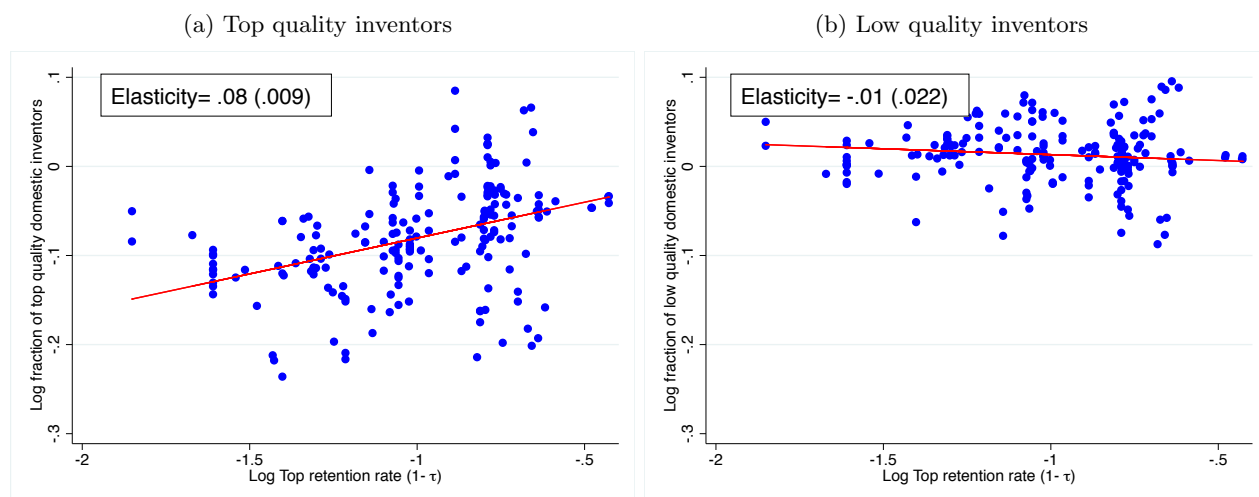 (a) Top quality inventors
Elasticity= .08 (.009)
Log fraction of top quality domestic inventors
.1
0
-.1
-.2
-.3
-2
-1.5
-1
-.5
Log Top retention rate (1- τ)
(b) Low quality inventors
Elasticity= -.01 (.022)
Log fraction of low quality domestic inventors
.1
0
-.1
-.2
-.3
-2
-1.5
-1
-.5
Log Top retention rate (1- τ)